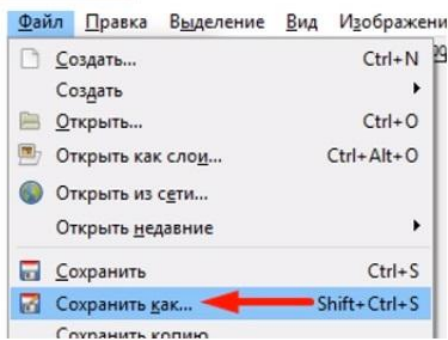 Файл Правка Выделение Вид Изображени
Создать... Ctrl+N
Создать
Открыть... Ctrl+O
Открыть как слои... Ctrl+Alt+O
Открыть из сети...
Открыть недавние
Сохранить Ctrl+S
Сохранить как... Shift+Ctrl+S
Сохранить копию